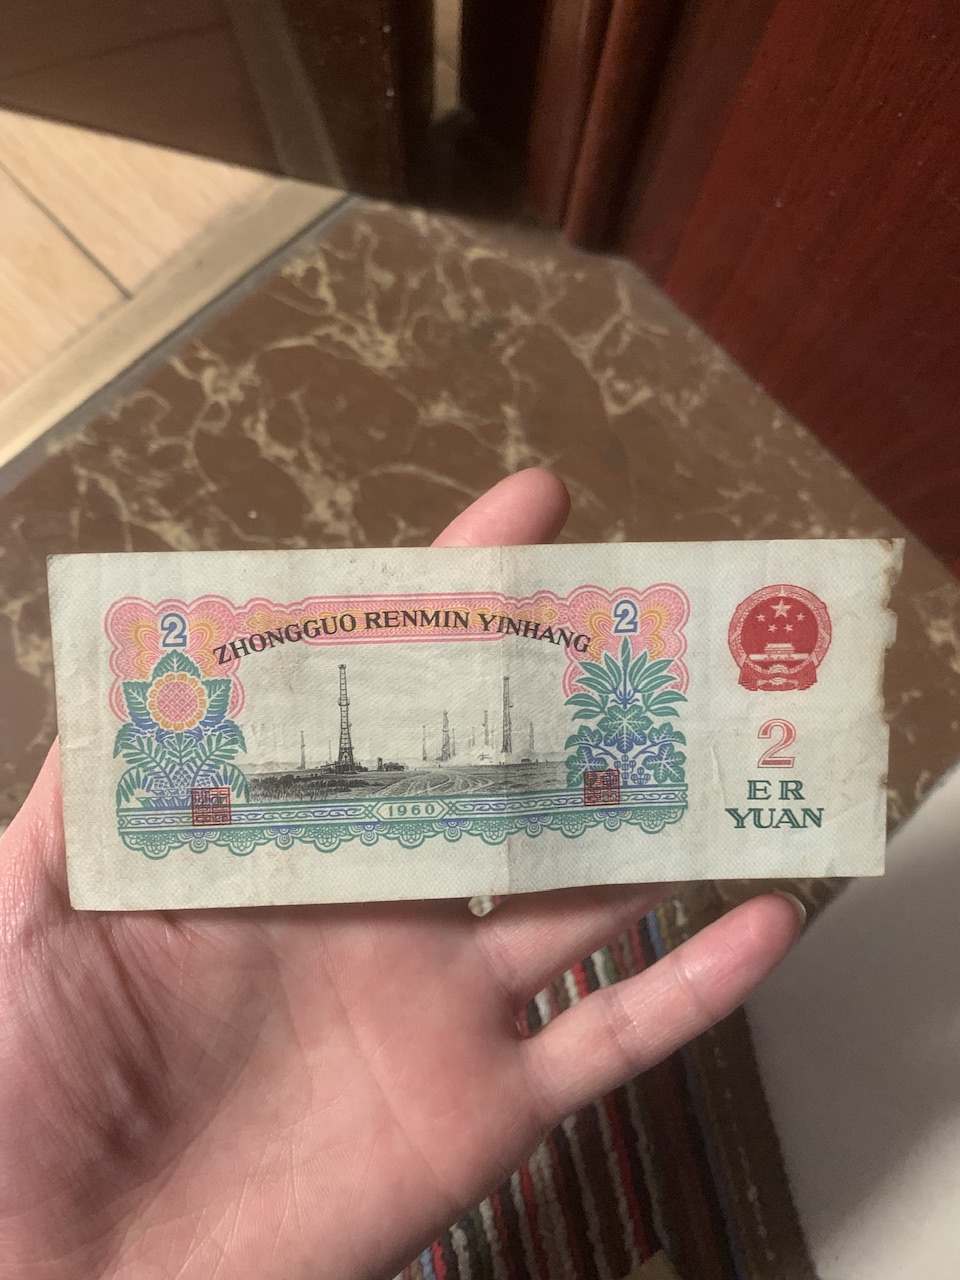 2
2
ZHONGGUO RENMIN YINHANG
1960
2
ER
YUAN